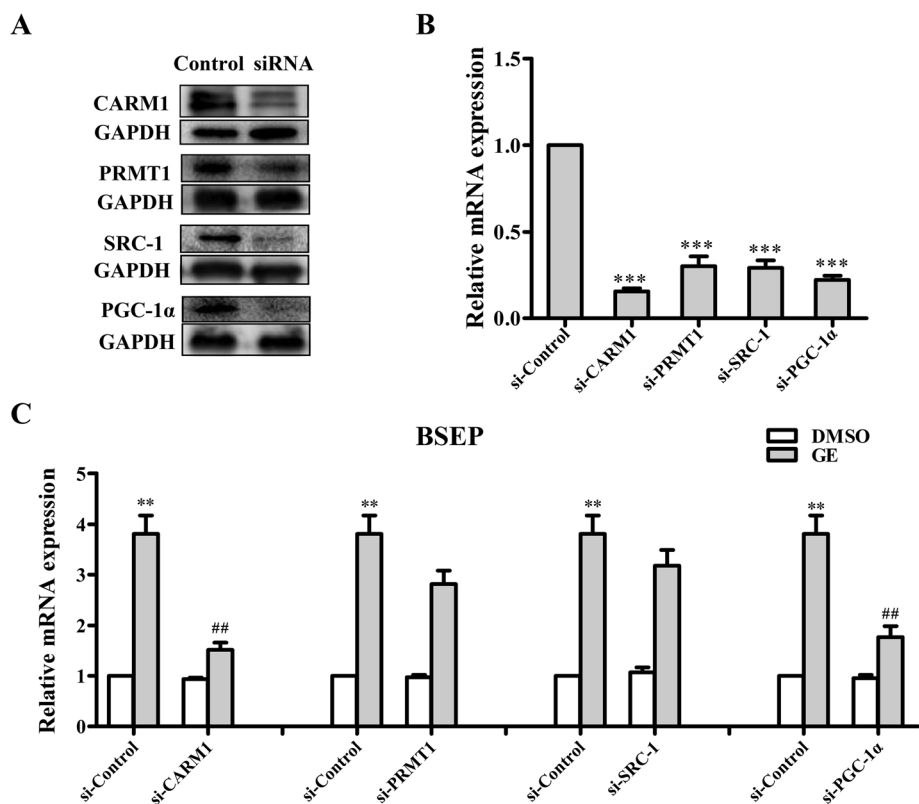 A
Control siRNA
CARM1
GAPDH
PRMT1
GAPDH
SRC-1
GAPDH
PGC-1α
GAPDH
B
Relative mRNA expression
1.5
1.0
0.5
0.0
***
***
***
***
si-Control
si-CARM1
si-PRMT1
si-SRC-1
si-PGC-1α
C
BSEP
DMSO
GE
Relative mRNA expression
5
4
3
2
1
0
**
##
**
**
**
##
si-Control
si-CARM1
si-Control
si-PRMT1
si-Control
si-SRC-1
si-Control
si-PGC-1α